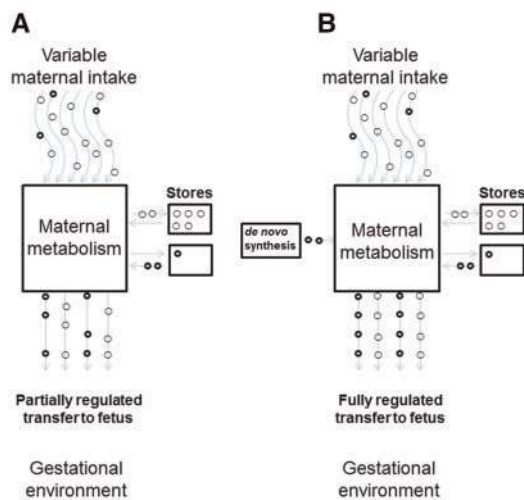 A
Variable
maternal intake
Stores
Maternal
metabolism
Partially regulated
transfer to fetus
Gestational
environment
B
Variable
maternal intake
Stores
de novo
synthesis
Maternal
metabolism
Fully regulated
transfer to fetus
Gestational
environment